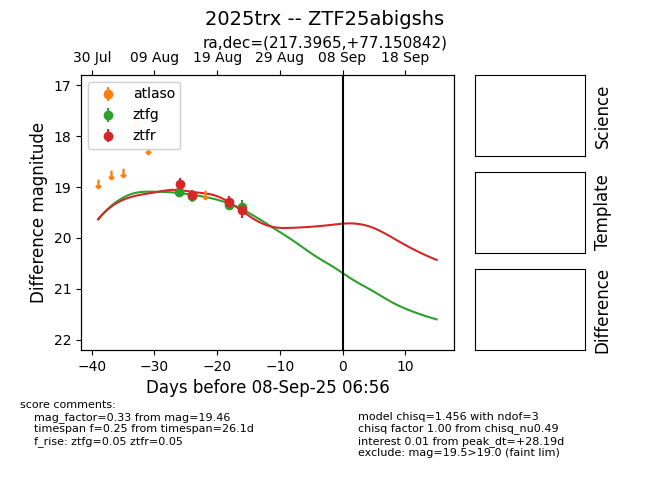 2025trx -- ZTF25abigshs
ra,dec=(217.3965,+77.150842)
30 Jul 09 Aug 19 Aug 29 Aug 08 Sep 18 Sep
17
18
19
20
21
22
Difference magnitude
atlaso
ztfg
ztfr
−40 −30 −20 −10 0 10
Days before 08-Sep-25 06:56
Science
Template
Difference
score comments:
mag_factor=0.33 from mag=19.46
timespan f=0.25 from timespan=26.1d
f_rise: ztfg=0.05 ztfr=0.05
model chisq=1.456 with ndof=3
chisq factor 1.00 from chisq_nu0.49
interest 0.01 from peak_dt=+28.19d
exclude: mag=19.5>19.0 (faint lim)